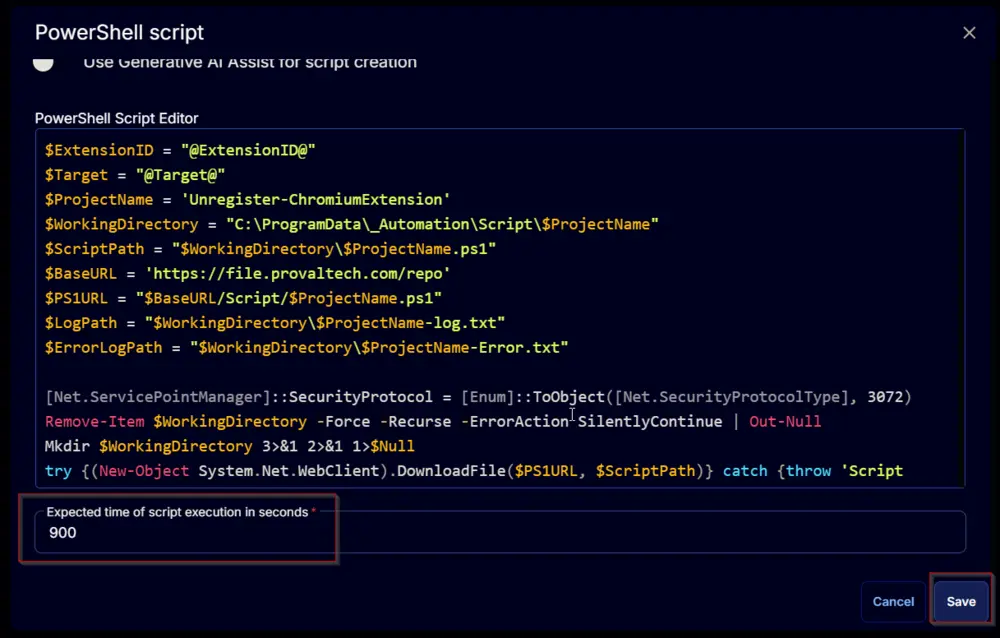 PowerShell script
Use Generative AI Assist for script creation
PowerShell Script Editor
$ExtensionID = "@ExtensionID@"
$Target = "@Target@"
$ProjectName = 'Unregister-ChromiumExtension'
$WorkingDirectory = "C:\ProgramData\_Automation\Script\$ProjectName"
$ScriptPath = "$WorkingDirectory\$ProjectName.ps1"
$BaseURL = 'https://file.provaltech.com/repo'
$PS1URL = "$BaseURL/Script/$ProjectName.ps1"
$LogPath = "$WorkingDirectory\$ProjectName-log.txt"
$ErrorLogPath = "$WorkingDirectory\$ProjectName-Error.txt"
[Net.ServicePointManager]::SecurityProtocol = [Enum]::ToObject([Net.SecurityProtocolType], 3072)
Remove-Item $WorkingDirectory -Force -Recurse -ErrorAction SilentlyContinue | Out-Null
Mkdir $WorkingDirectory 3>&1 2>&1 1>$Null
try {(New-Object System.Net.WebClient).DownloadFile($PS1URL, $ScriptPath)} catch {throw 'Script
Expected time of script execution in seconds *
900
Cancel Save